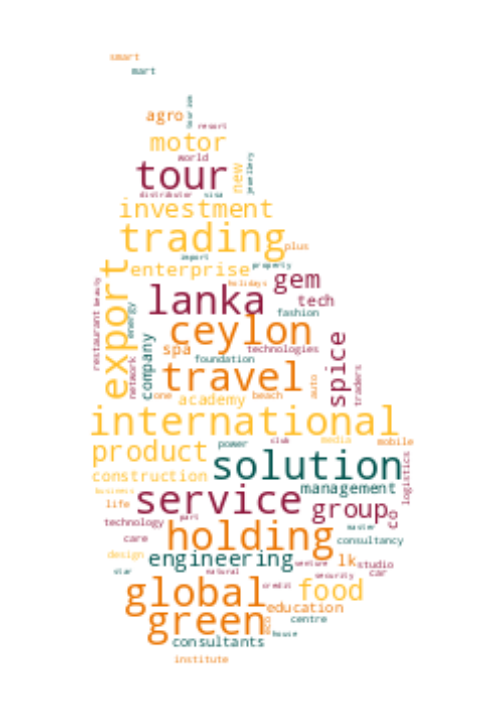 smart
mart
agro
tourism
resort
motor
world
tour
new
jewellery
distributor
visa
investment
trading
plus
import
property
enterprise
holidays
gem
export
lanka
tech
fashion
restaurant
beauty
energy
network
company
ceylon
spa
technologies
foundation
travel
auto
spice
traders
one
academy
beach
international
product
power
club
media
mobile
solution
construction
management
logistics
business
service
life
group
co
technology
part
holding
master
care
consultancy
design
engineering
venture
lk
studio
star
natural
security
car
global
credit
food
education
green
eco
centre
house
consultants
institute